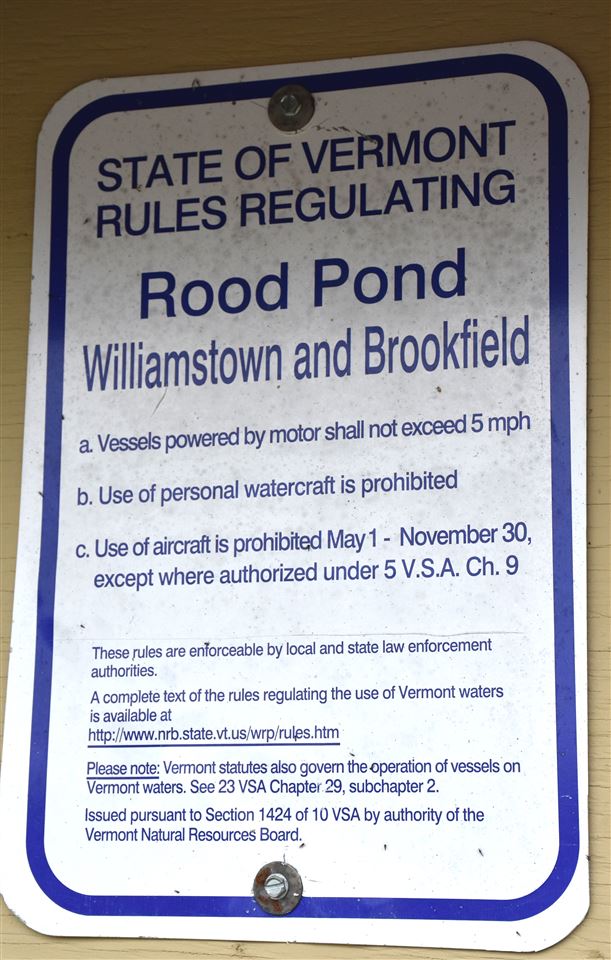 STATE OF VERMONT
RULES REGULATING
Rood Pond
Williamstown and Brookfield
a. Vessels powered by motor shall not exceed 5 mph
b. Use of personal watercraft is prohibited
c. Use of aircraft is prohibited May 1 - November 30,
except where authorized under 5 V.S.A. Ch. 9
These rules are enforceable by local and state law enforcement
authorities.
A complete text of the rules regulating the use of Vermont waters
is available at
http://www.nrb.state.vt.us/wrp/rules.htm
Please note: Vermont statutes also govern the operation of vessels on
Vermont waters. See 23 VSA Chapter 29, subchapter 2.
Issued pursuant to Section 1424 of 10 VSA by authority of the
Vermont Natural Resources Board.